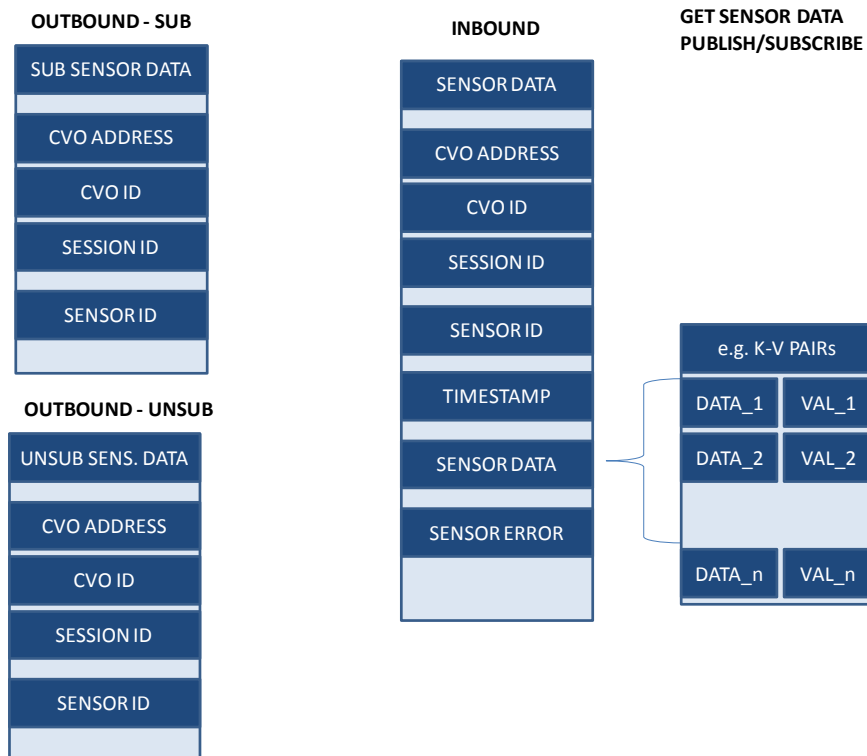 OUTBOUND - SUB
SUB SENSOR DATA
CVO ADDRESS
CVO ID
SESSION ID
SENSOR ID
OUTBOUND - UNSUB
UNSUB SENS. DATA
CVO ADDRESS
CVO ID
SESSION ID
SENSOR ID
INBOUND
SENSOR DATA
CVO ADDRESS
CVO ID
SESSION ID
SENSOR ID
TIMESTAMP
SENSOR DATA
SENSOR ERROR
GET SENSOR DATA
PUBLISH/SUBSCRIBE
e.g. K-V PAIRs
DATA_1 VAL_1
DATA_2 VAL_2
DATA_n VAL_n